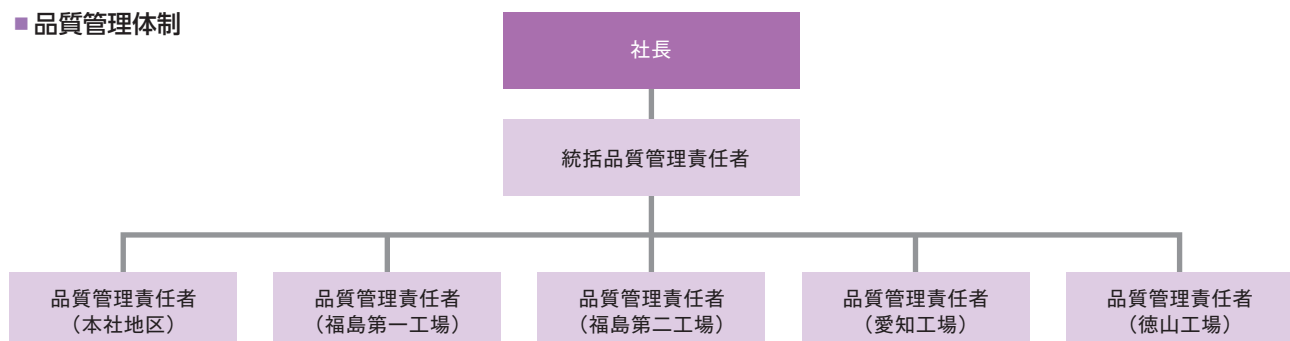 ■ 品質管理体制
社長
統括品質管理責任者
品質管理責任者
（本社地区）
品質管理責任者
（福島第一工場）
品質管理責任者
（福島第二工場）
品質管理責任者
（愛知工場）
品質管理責任者
（徳山工場）